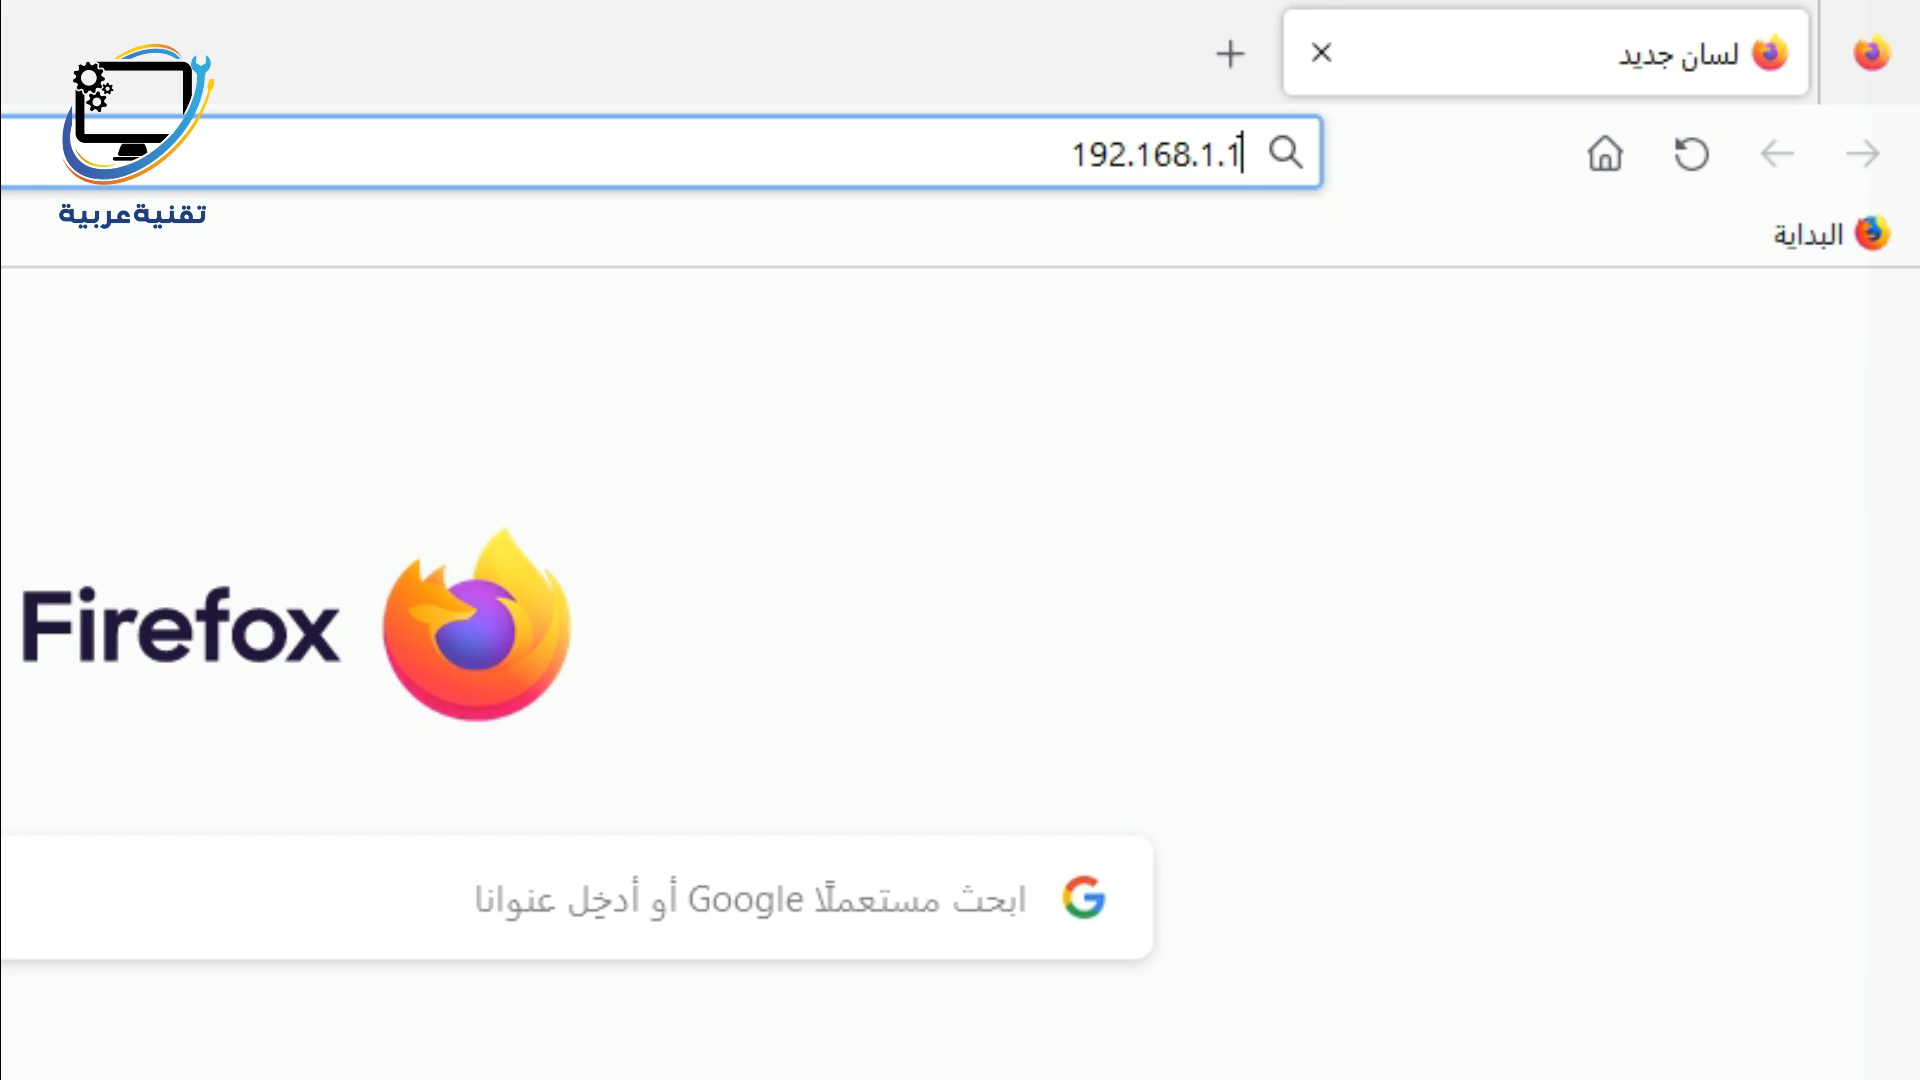 لسان جديد
192.168.1.1
تقنية عربية
البداية
Firefox
ابحث مستعملًا Google أو أدخِل عنوانا